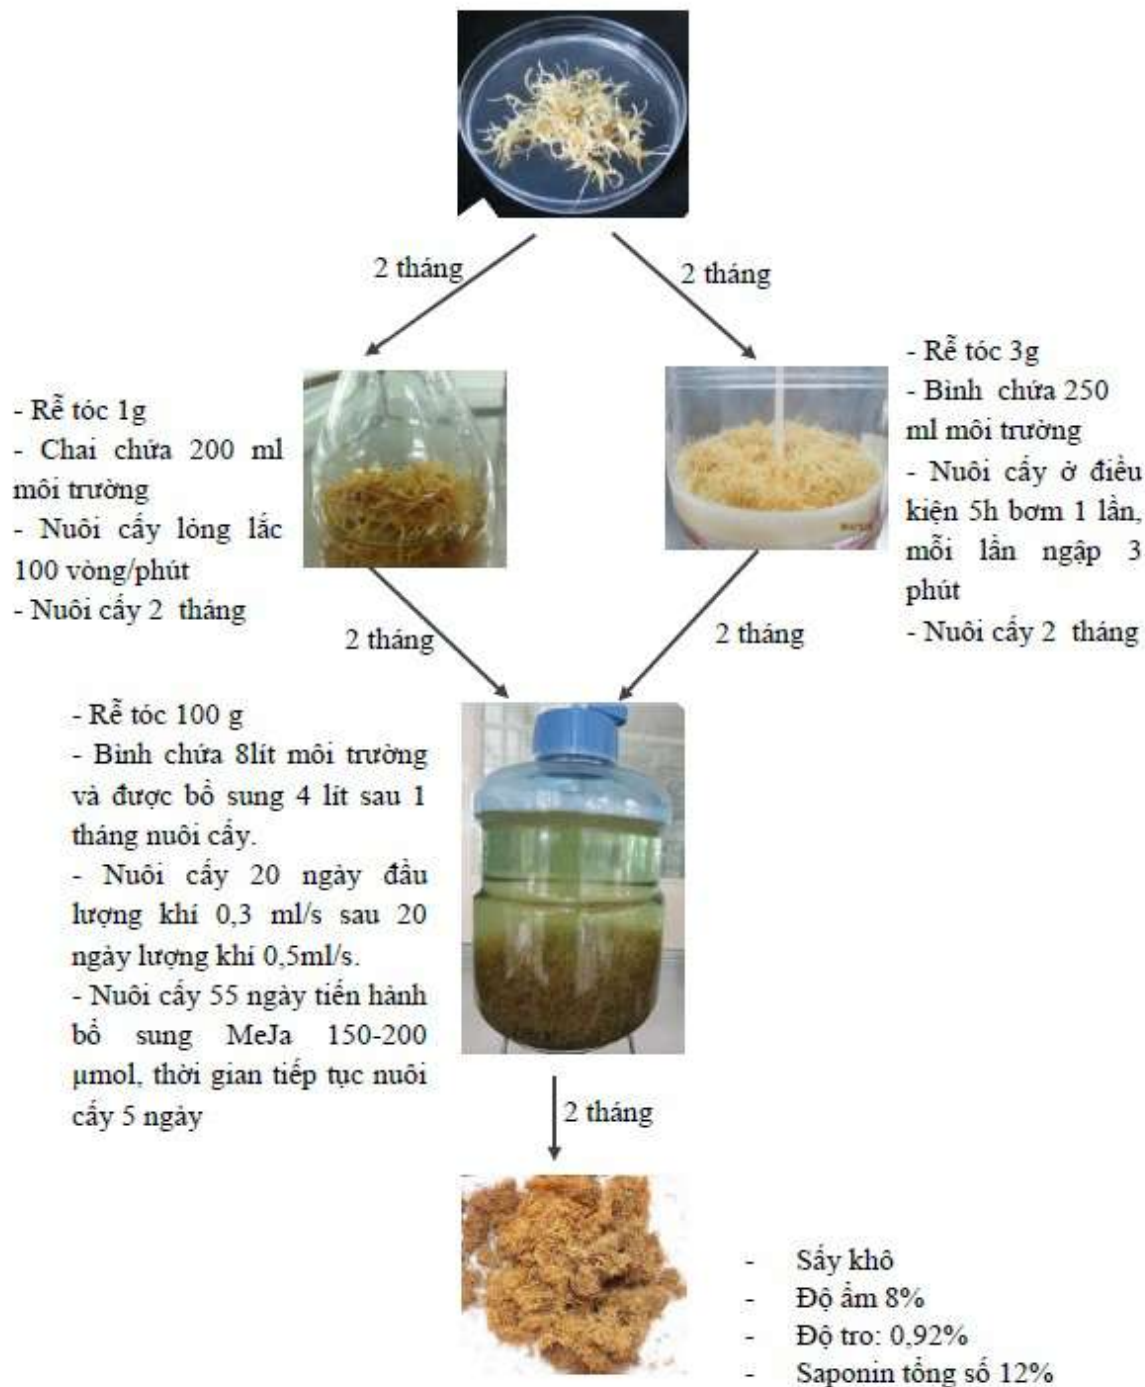 2 tháng
2 tháng
- Rễ tóc 1g
- Chai chứa 200 ml
môi trường
- Nuôi cấy lỏng lắc
100 vòng/phút
- Nuôi cấy 2 tháng
- Rễ tóc 3g
- Bình chứa 250
ml môi trường
- Nuôi cấy ở điều
kiện 5h bơm 1 lần,
mỗi lần ngập 3
phút
- Nuôi cấy 2 tháng
2 tháng
2 tháng
- Rễ tóc 100 g
- Bình chứa 8lít môi trường
và được bổ sung 4 lít sau 1
tháng nuôi cấy.
- Nuôi cấy 20 ngày đầu
lượng khí 0,3 ml/s sau 20
ngày lượng khí 0,5ml/s.
- Nuôi cấy 55 ngày tiến hành
bổ sung MeJa 150-200
µmol, thời gian tiếp tục nuôi
cấy 5 ngày
2 tháng
- Sấy khô
- Độ ẩm 8%
- Độ tro: 0,92%
- Saponin tổng số 12%